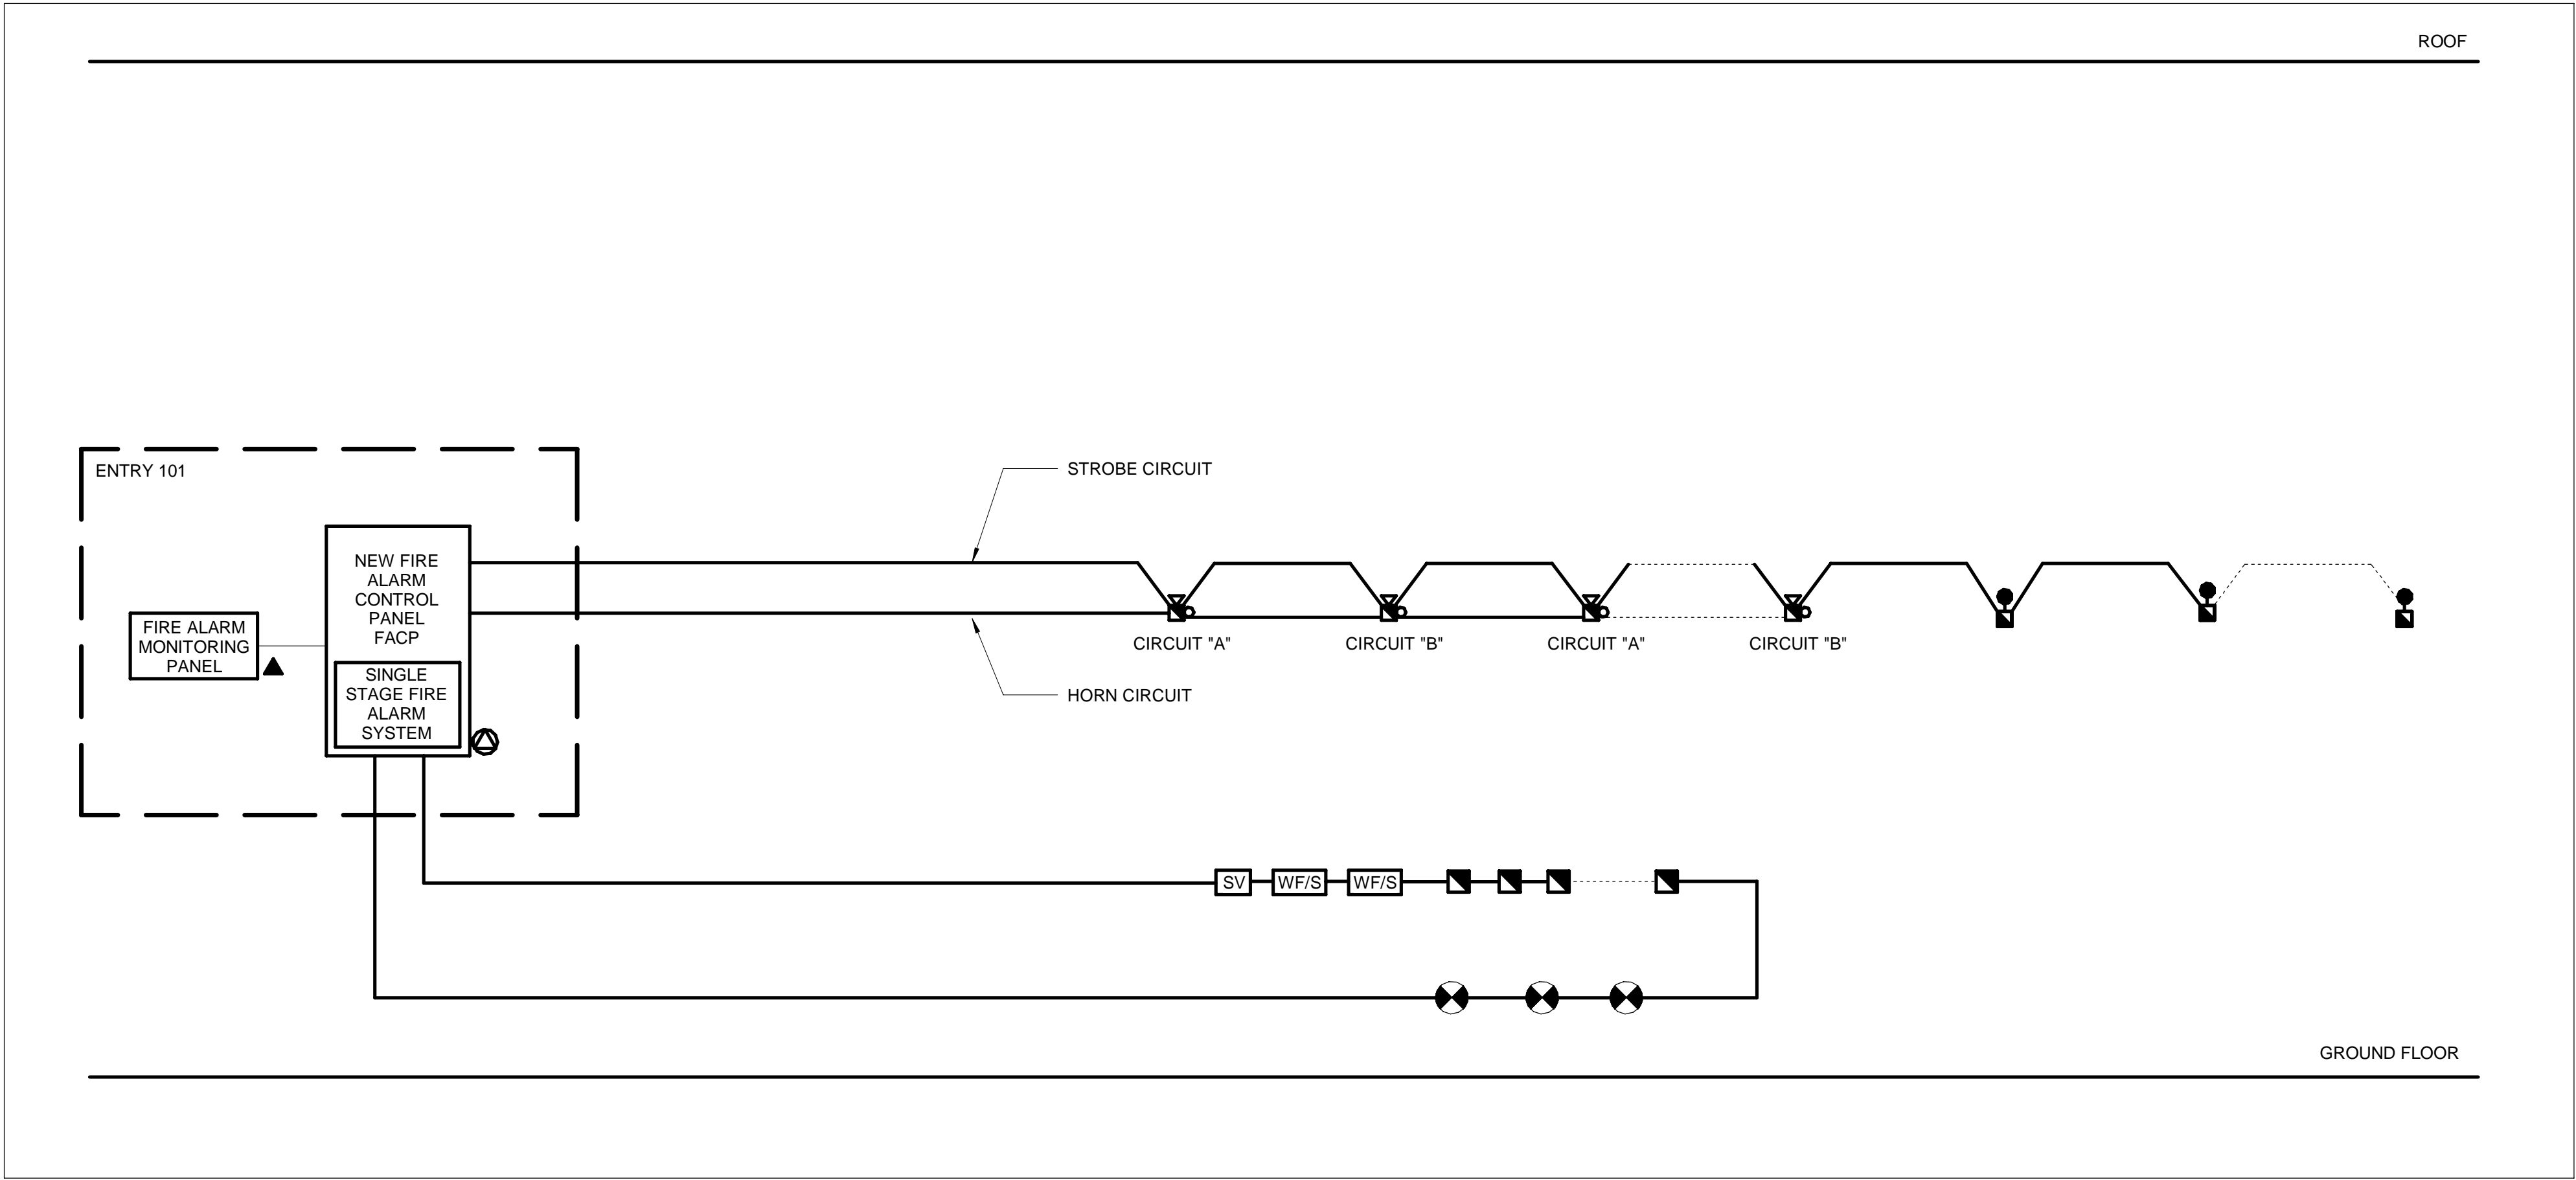 ROOF
ENTRY 101
STROBE CIRCUIT
NEW FIRE
ALARM
CONTROL
PANEL
FACP
FIRE ALARM
MONITORING
PANEL
SINGLE
STAGE FIRE
ALARM
SYSTEM
CIRCUIT "A"
CIRCUIT "B"
CIRCUIT "A"
CIRCUIT "B"
HORN CIRCUIT
SV
WF/S
WF/S
GROUND FLOOR